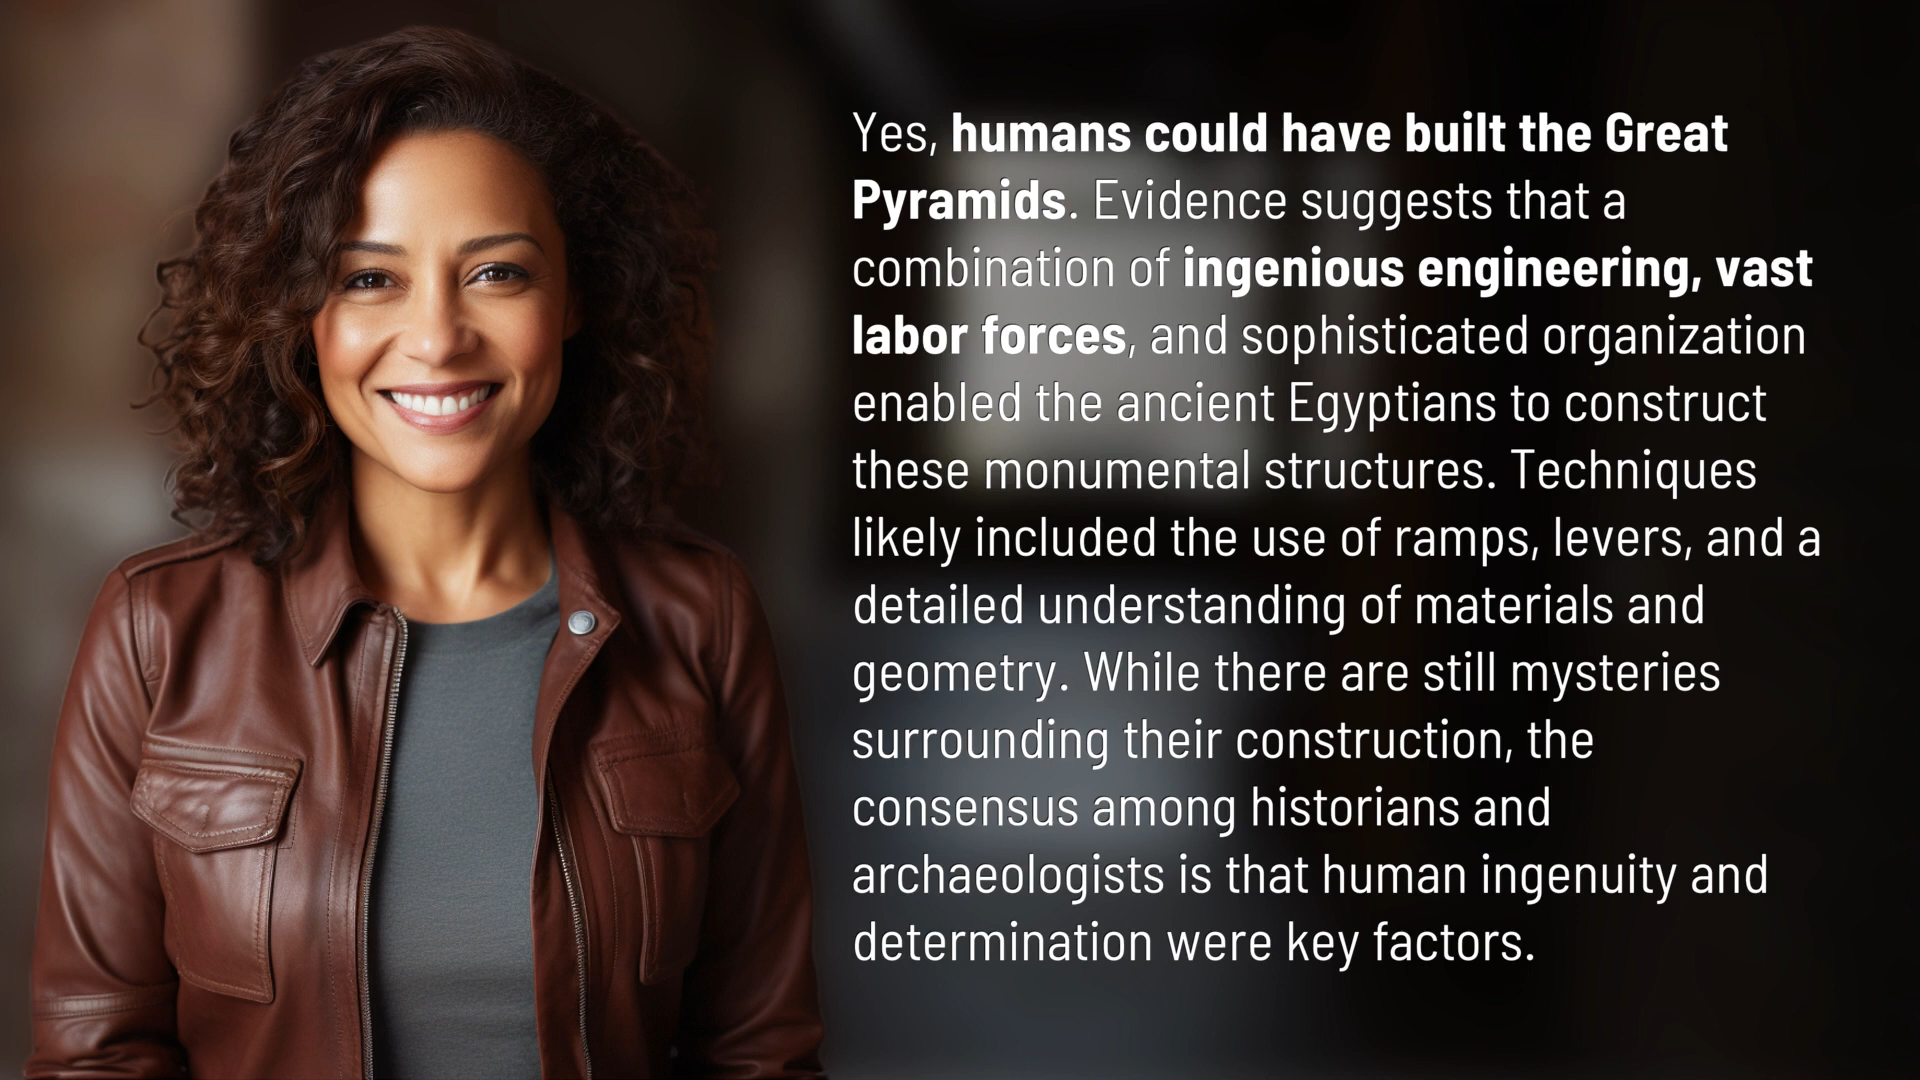 Yes, humans could have built the Great
Pyramids. Evidence suggests that a
combination of ingenious engineering, vast
labor forces, and sophisticated organization
enabled the ancient Egyptians to construct
these monumental structures. Techniques
likely included the use of ramps, levers, and a
detailed understanding of materials and
geometry. While there are still mysteries
surrounding their construction, the
consensus among historians and
archaeologists is that human ingenuity and
determination were key factors.